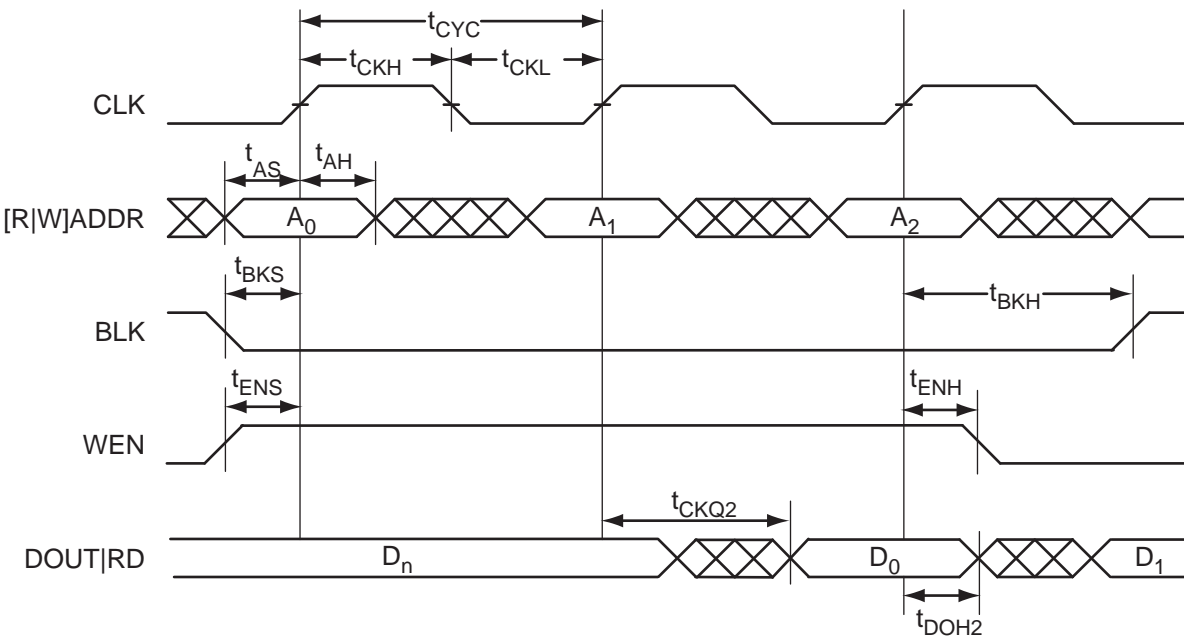 tCYC
tCKH tCKL
CLK
tAS tAH
[R|W]ADDR A0 A1 A2
tBKS tBKH
BLK
tENS tENH
WEN
tCKQ2
DOUT|RD Dn D0 D1
tDOH2